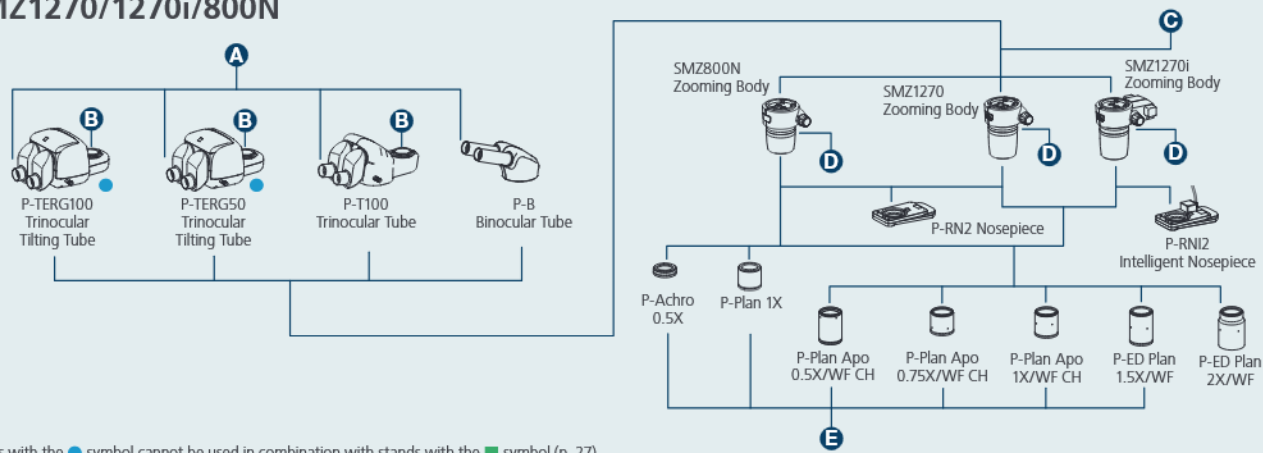 MZ1270/1270i/800N
A
B
B
B
P-TERG100
Trinocular
Tilting Tube
P-TERG50
Trinocular
Tilting Tube
P-T100
Trinocular Tube
P-B
Binocular Tube
C
SMZ800N
Zooming Body
SMZ1270
Zooming Body
SMZ1270i
Zooming Body
D
D
D
P-RN2 Nosepiece
P-RNI2
Intelligent Nosepiece
P-Achro
0.5X
P-Plan 1X
P-Plan Apo
0.5X/WF CH
P-Plan Apo
0.75X/WF CH
P-Plan Apo
1X/WF CH
P-ED Plan
1.5X/WF
P-ED Plan
2X/WF
E
with the symbol cannot be used in combination with stands with the symbol (p. 27)